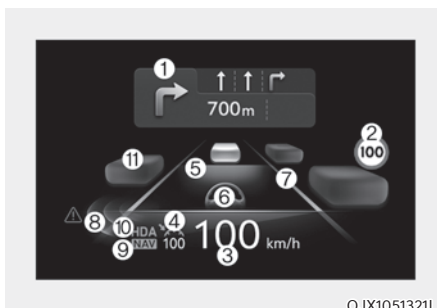 ①
700m
② 
100
⑪
⑤
⑥
⑦
⑧
④
⑩ HDA
⑨ NAV 100
100 km/h
③
OJX1051321L